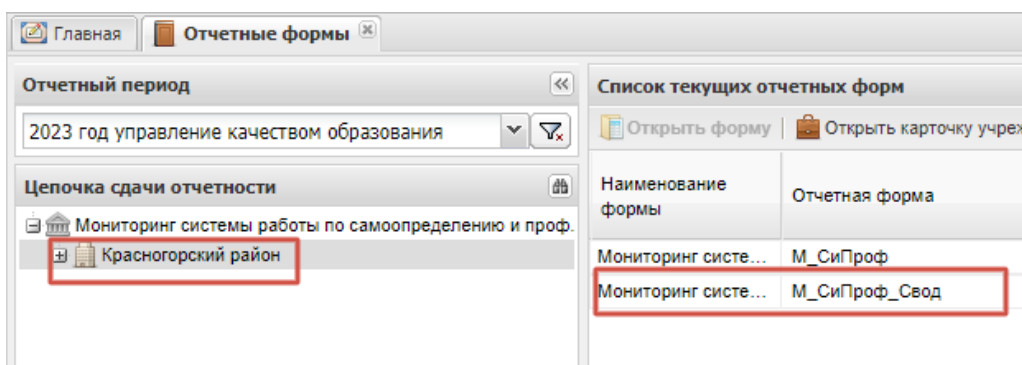 Главная
Отчетные формы
Отчетный период
2023 год управление качеством образования
Цепочка сдачи отчетности
Мониторинг системы работы по самоопределению и проф.
Красногорский район
Список текущих отчетных форм
Открыть форму
Открыть карточку учреж
Наименование
формы
Отчетная форма
Мониторинг систе... М_СиПроф
Мониторинг систе... М_СиПроф_Свод